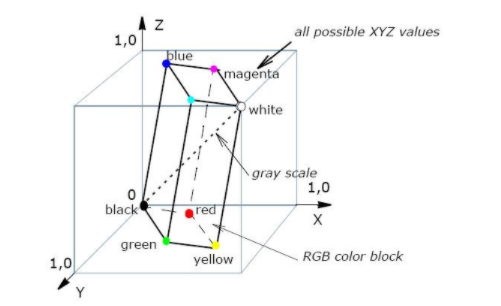 Z
1,0
blue
all possible XYZ values
magenta
white
gray scale
0
1,0
black
red
X
green
yellow
RGB color block
1,0
Y